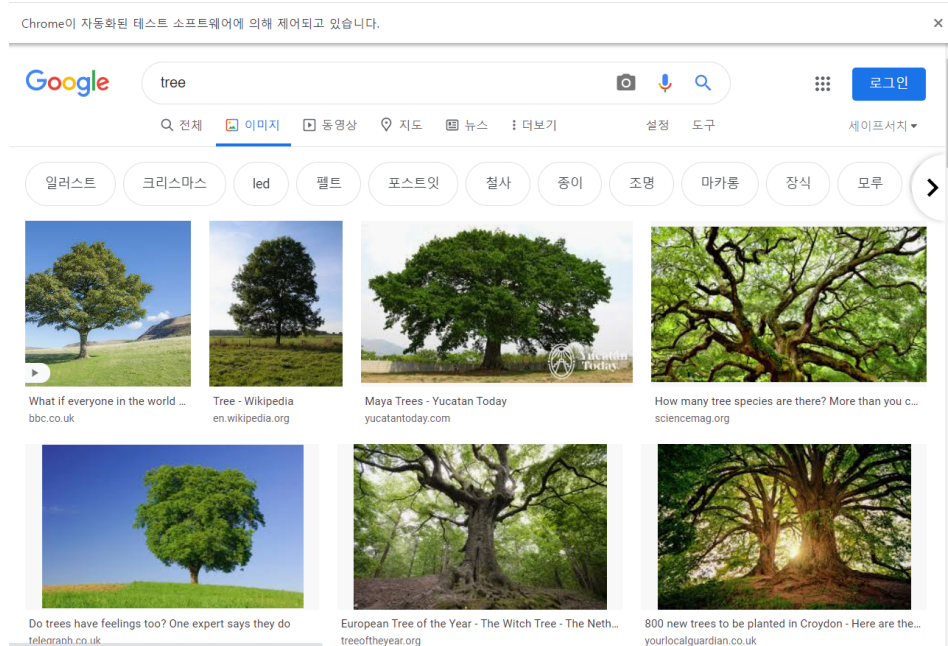 Chrome이 자동화된 테스트 소프트웨어에 의해 제어되고 있습니다.
Google
tree
로그인
전체 이미지 동영상 지도 뉴스 더보기 설정 도구 세이프서치
일러스트 크리스마스 led 펠트 포스트잇 철사 종이 조명 마카롱 장식 모루
Yucatan
Today
What if everyone in the world ... Tree - Wikipedia Maya Trees - Yucatan Today How many tree species are there? More than you c...
bbc.co.uk en.wikipedia.org yucatantoday.com sciencemag.org
Do trees have feelings too? One expert says they do European Tree of the Year - The Witch Tree - The Neth... 800 new trees to be planted in Croydon - Here are the...
telegraph.co.uk treeoftheyear.org yourlocalguardian.co.uk